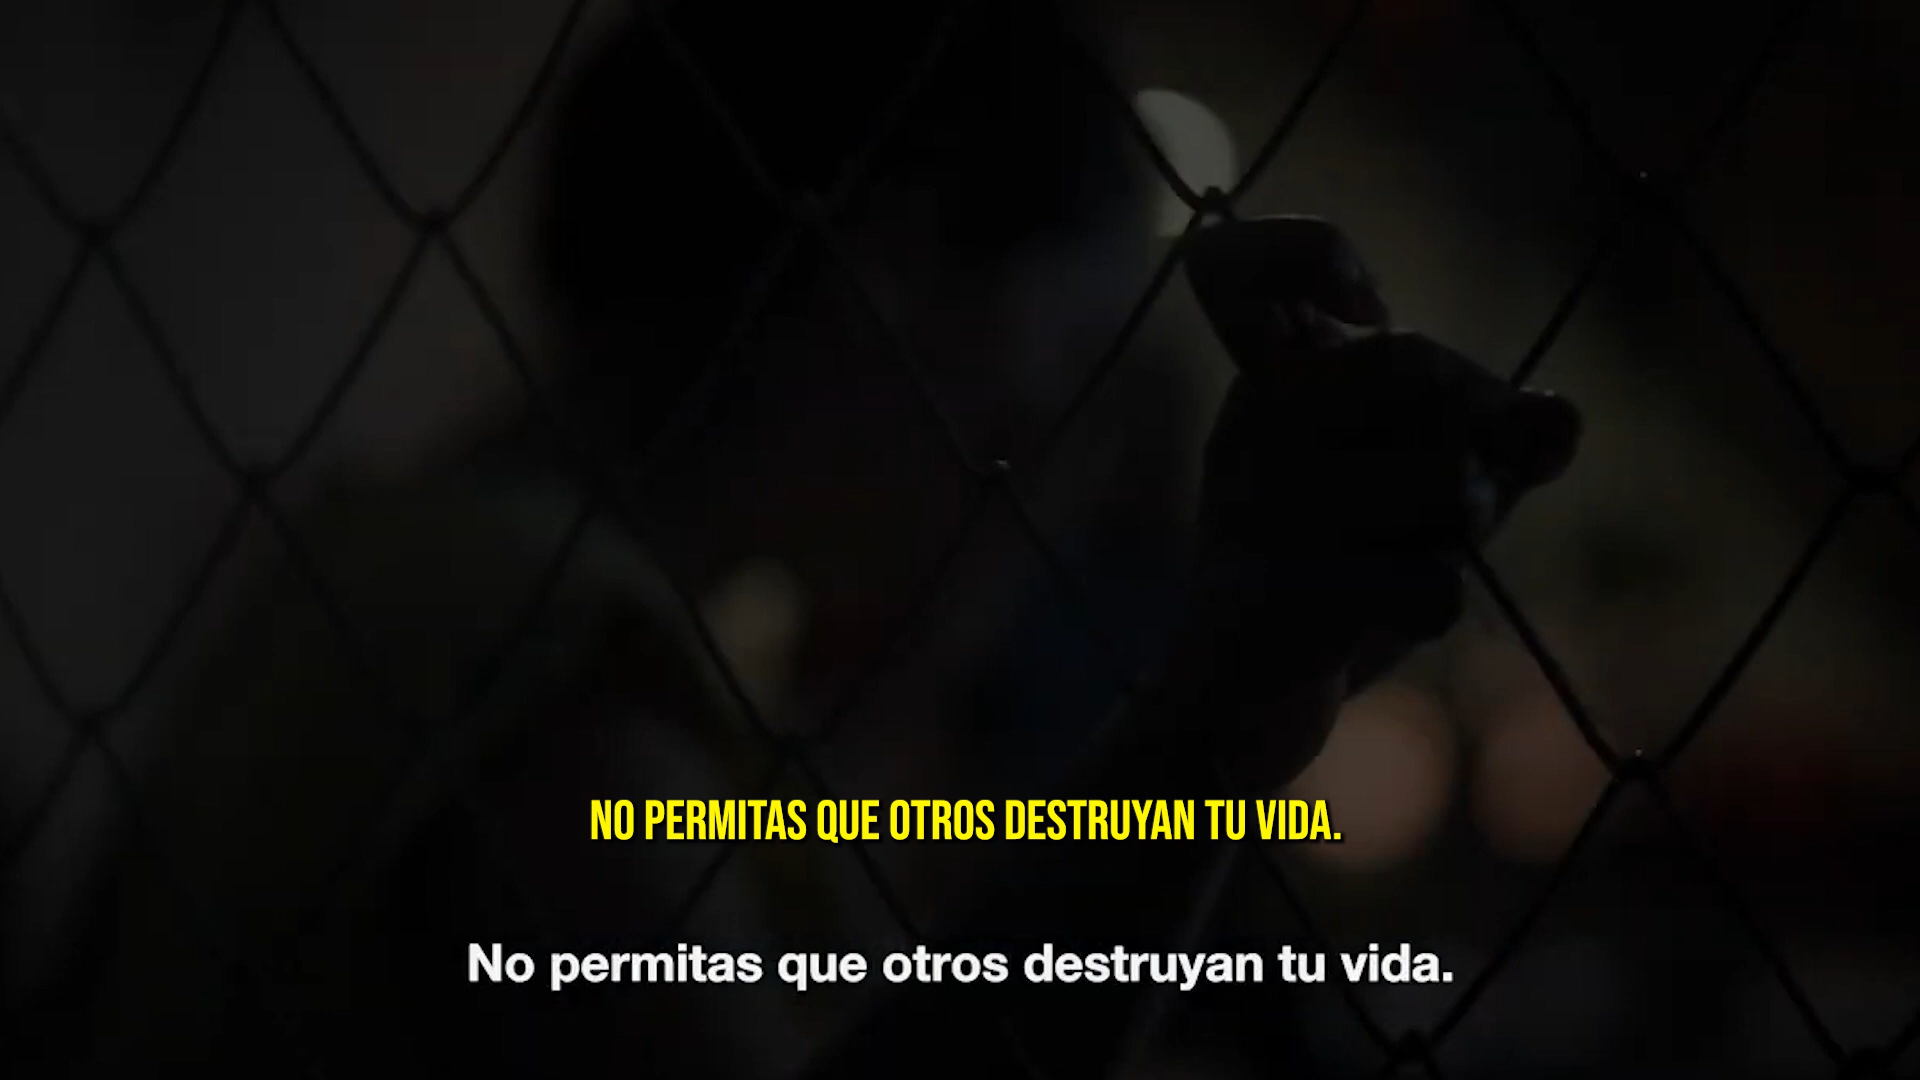 NO PERMITAS QUE OTROS DESTRUYAN TU VIDA.
No permitas que otros destruyan tu vida.